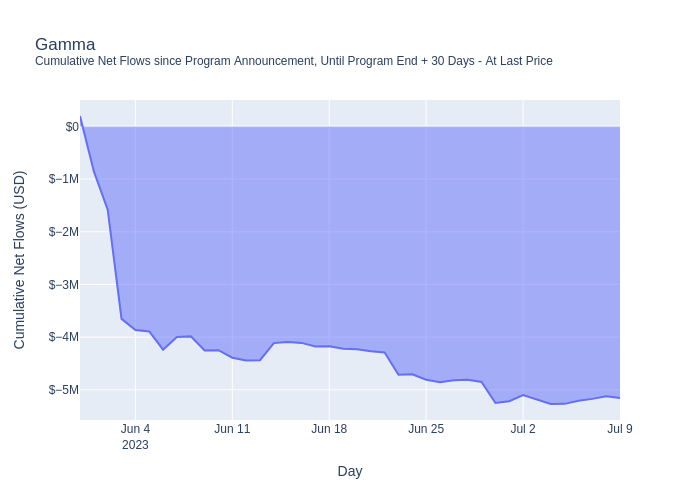 Gamma
Cumulative Net Flows since Program Announcement, Until Program End + 30 Days - At Last Price
$0
$−1M
$−2M
$−3M
$−4M
$−5M
Cumulative Net Flows (USD)
Jun 4
2023
Jun 11
Jun 18
Jun 25
Jul 2
Jul 9
Day